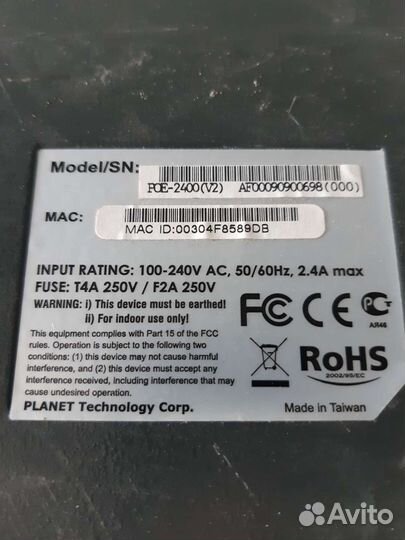 Model/SN:
POE-2400(V2) AF00090900698(000)
MAC:
MAC ID:00304F8589DB
INPUT RATING: 100-240V AC, 50/60Hz, 2.4A max
FUSE: T4A 250V / F2A 250V
WARNING: i) This device must be earthed!
ii) For indoor use only!
This equipment complies with Part 15 of the FCC
rules. Operation is subject to the following two
conditions: (1) this device may not cause harmful
interference, and (2) this device must accept any
interference received, including interference that may
cause undesired operation.
PLANET Technology Corp.
FC CE
АЯ46
RoHS
2002/95/EC
Made in Taiwan
Avito